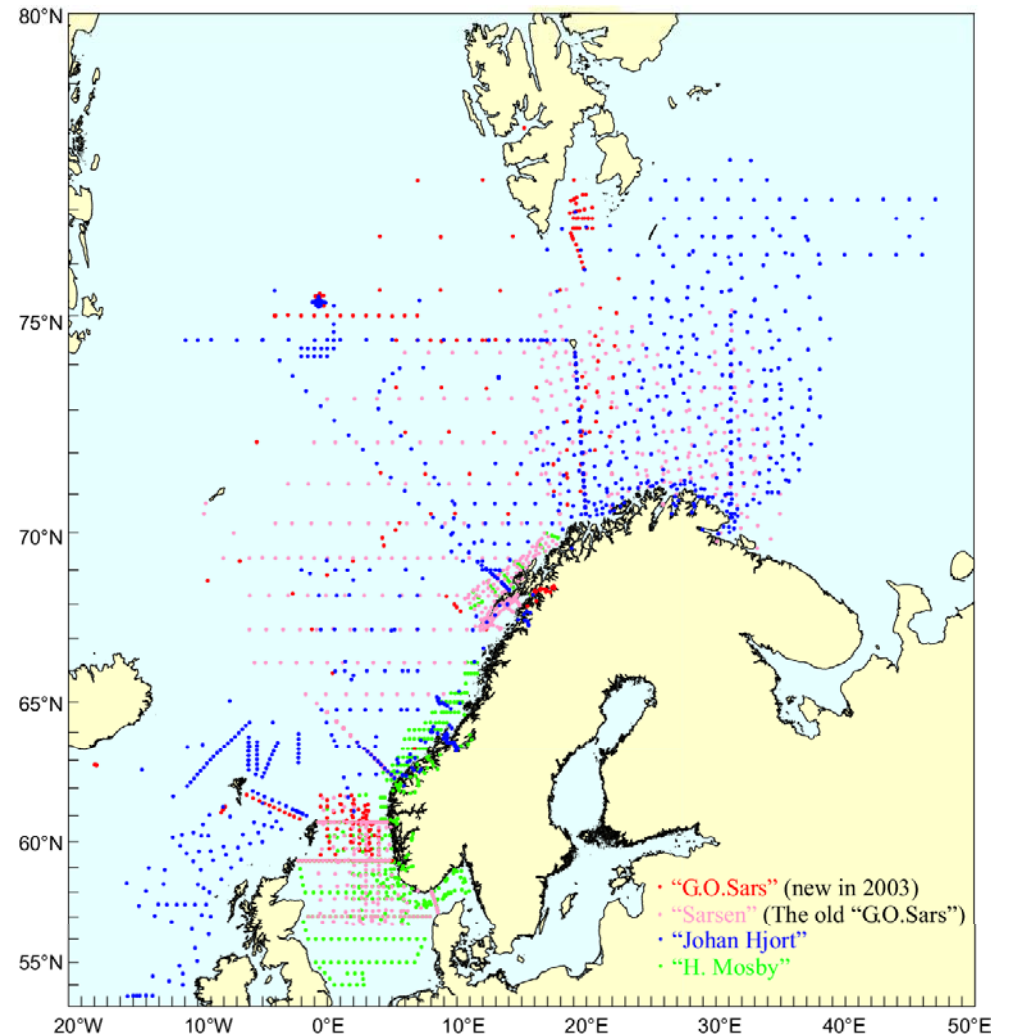 80°N
75°N
70°N
65°N
60°N
55°N
• “G.O.Sars” (new in 2003)
• “Sarsen” (The old “G.O.Sars”)
• “Johan Hjort”
• “H. Mosby”
20°W 10°W 0°E 10°E 20°E 30°E 40°E 50°E